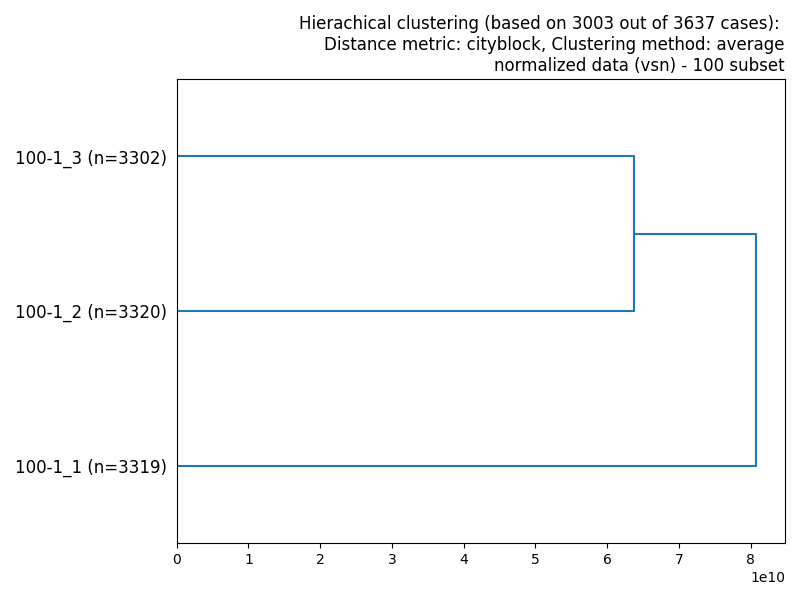 Hierachical clustering (based on 3003 out of 3637 cases):
Distance metric: cityblock, Clustering method: average
normalized data (vsn) - 100 subset
100-1_3 (n=3302)
100-1_2 (n=3320)
100-1_1 (n=3319)
0 1 2 3 4 5 6 7 8
1e10